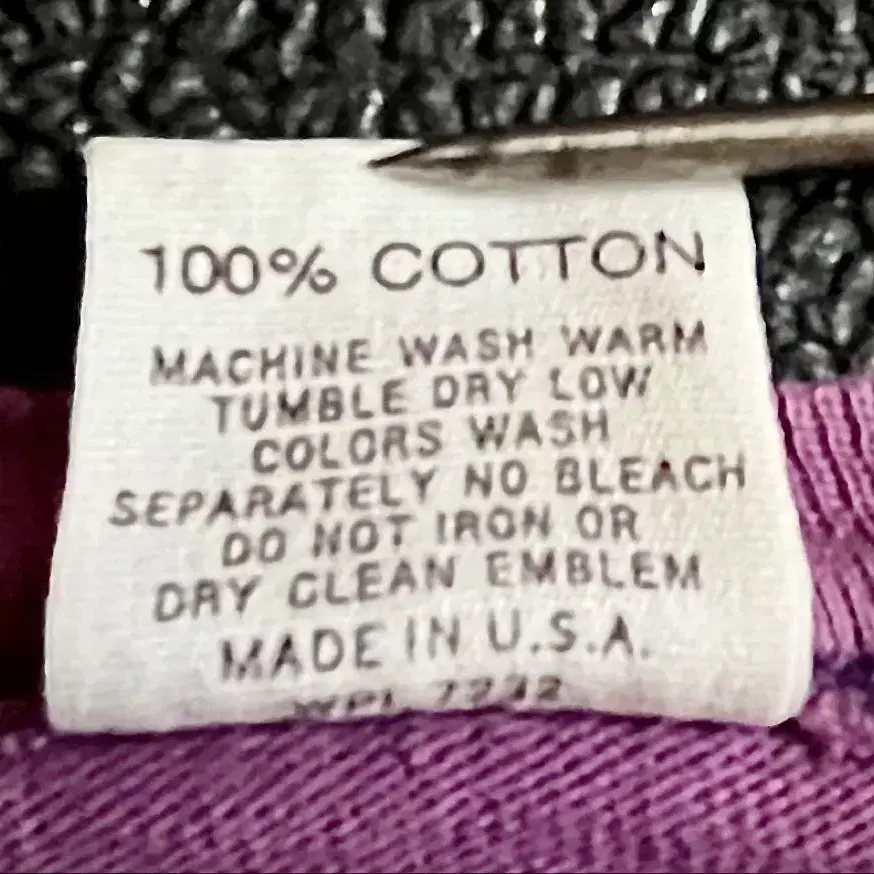 100% COTTON
MACHINE WASH WARM
TUMBLE DRY LOW
COLORS WASH
SEPARATELY NO BLEACH
DO NOT IRON OR
DRY CLEAN EMBLEM
MADE IN U.S.A.
WPL